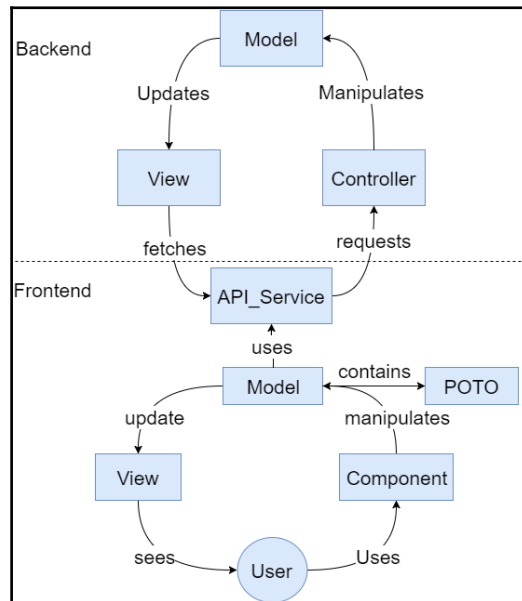 Model
Backend
Updates
Manipulates
View
Controller
fetches
requests
Frontend
API_Service
uses
contains
Model
POTO
update
manipulates
View
Component
sees
User
Uses